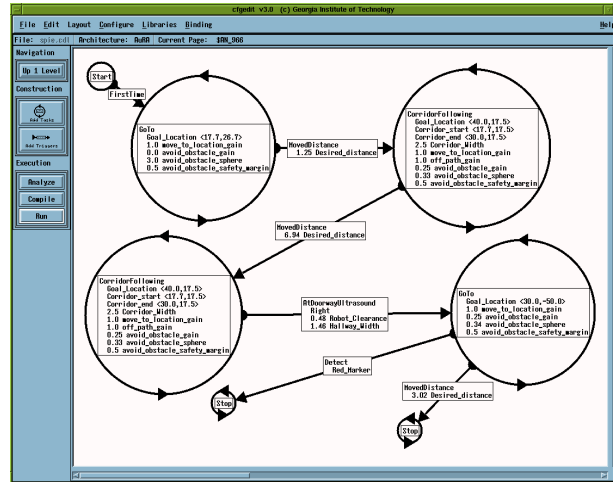 cfgedit v3.0 (c) Georgia Institute of Technology
File Edit Layout Configure Libraries Binding Help
File: spie.cdl Architecture: AuRA Current Page: $AN_966
Navigation
Up 1 Level
Construction
Add Tasks
Add Triggers
Execution
Analyze
Compile
Run
Start
FirstTime
GoTo
Goal_Location <17.7,26.7>
1.0 move_to_location_gain
0.0 avoid_obstacle_gain
3.0 avoid_obstacle_sphere
0.5 avoid_obstacle_safety_margin
MovedDistance
1.25 Desired_distance
CorridorFollowing
Goal_Location <40.0,17.5>
Corridor_start <17.7,17.5>
Corridor_end <30.0,17.5>
2.5 Corridor_Width
1.0 move_to_location_gain
1.0 off_path_gain
0.25 avoid_obstacle_gain
0.33 avoid_obstacle_sphere
0.5 avoid_obstacle_safety_margin
MovedDistance
6.94 Desired_distance
CorridorFollowing
Goal_Location <40.0,17.5>
Corridor_start <17.7,17.5>
Corridor_end <30.0,17.5>
2.5 Corridor_Width
1.0 move_to_location_gain
1.0 off_path_gain
0.25 avoid_obstacle_gain
0.33 avoid_obstacle_sphere
0.5 avoid_obstacle_safety_margin
AtDoorwayUltrasound
Right
0.48 Robot_Clearance
1.46 Hallway_Width
GoTo
Goal_Location <30.0,-50.0>
1.0 move_to_location_gain
0.25 avoid_obstacle_gain
0.34 avoid_obstacle_sphere
0.5 avoid_obstacle_safety_margin
Detect
Red_Marker
Stop
MovedDistance
3.02 Desired_distance
Stop